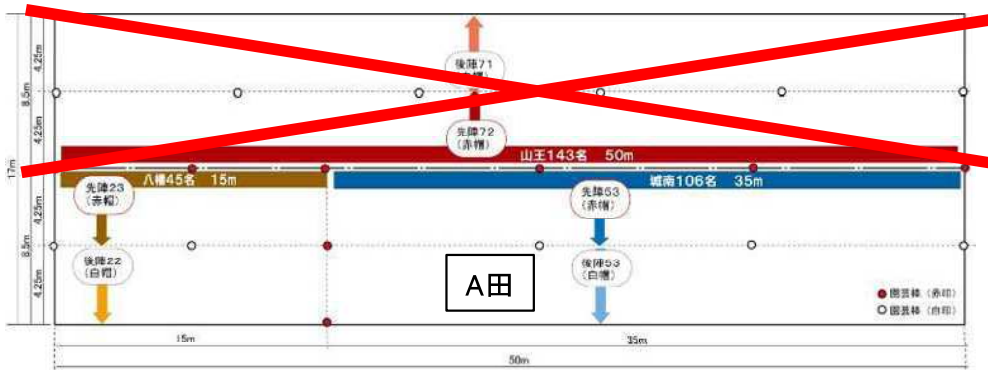 4.25m
8.5m
4.25m
17m
4.25m
8.5m
4.25m
後陣71
先陣72
(赤帽)
山王143名 50m
八幡45名 15m
城南106名 35m
先陣23
(赤帽)
先陣53
(赤帽)
後陣22
(白帽)
後陣53
(白帽)
A田
園芸棒 (赤印)
園芸棒 (白印)
15m
35m
50m